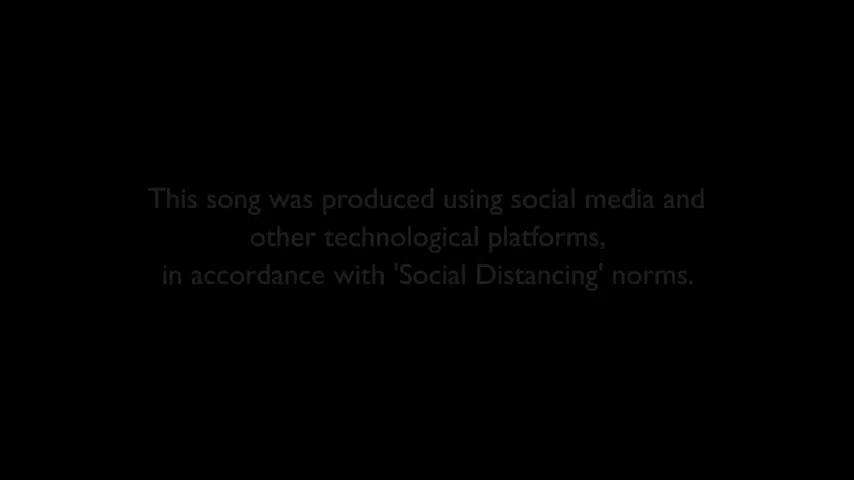 This song was produced using social media and
other technological platforms,
in accordance with 'Social Distancing' norms.